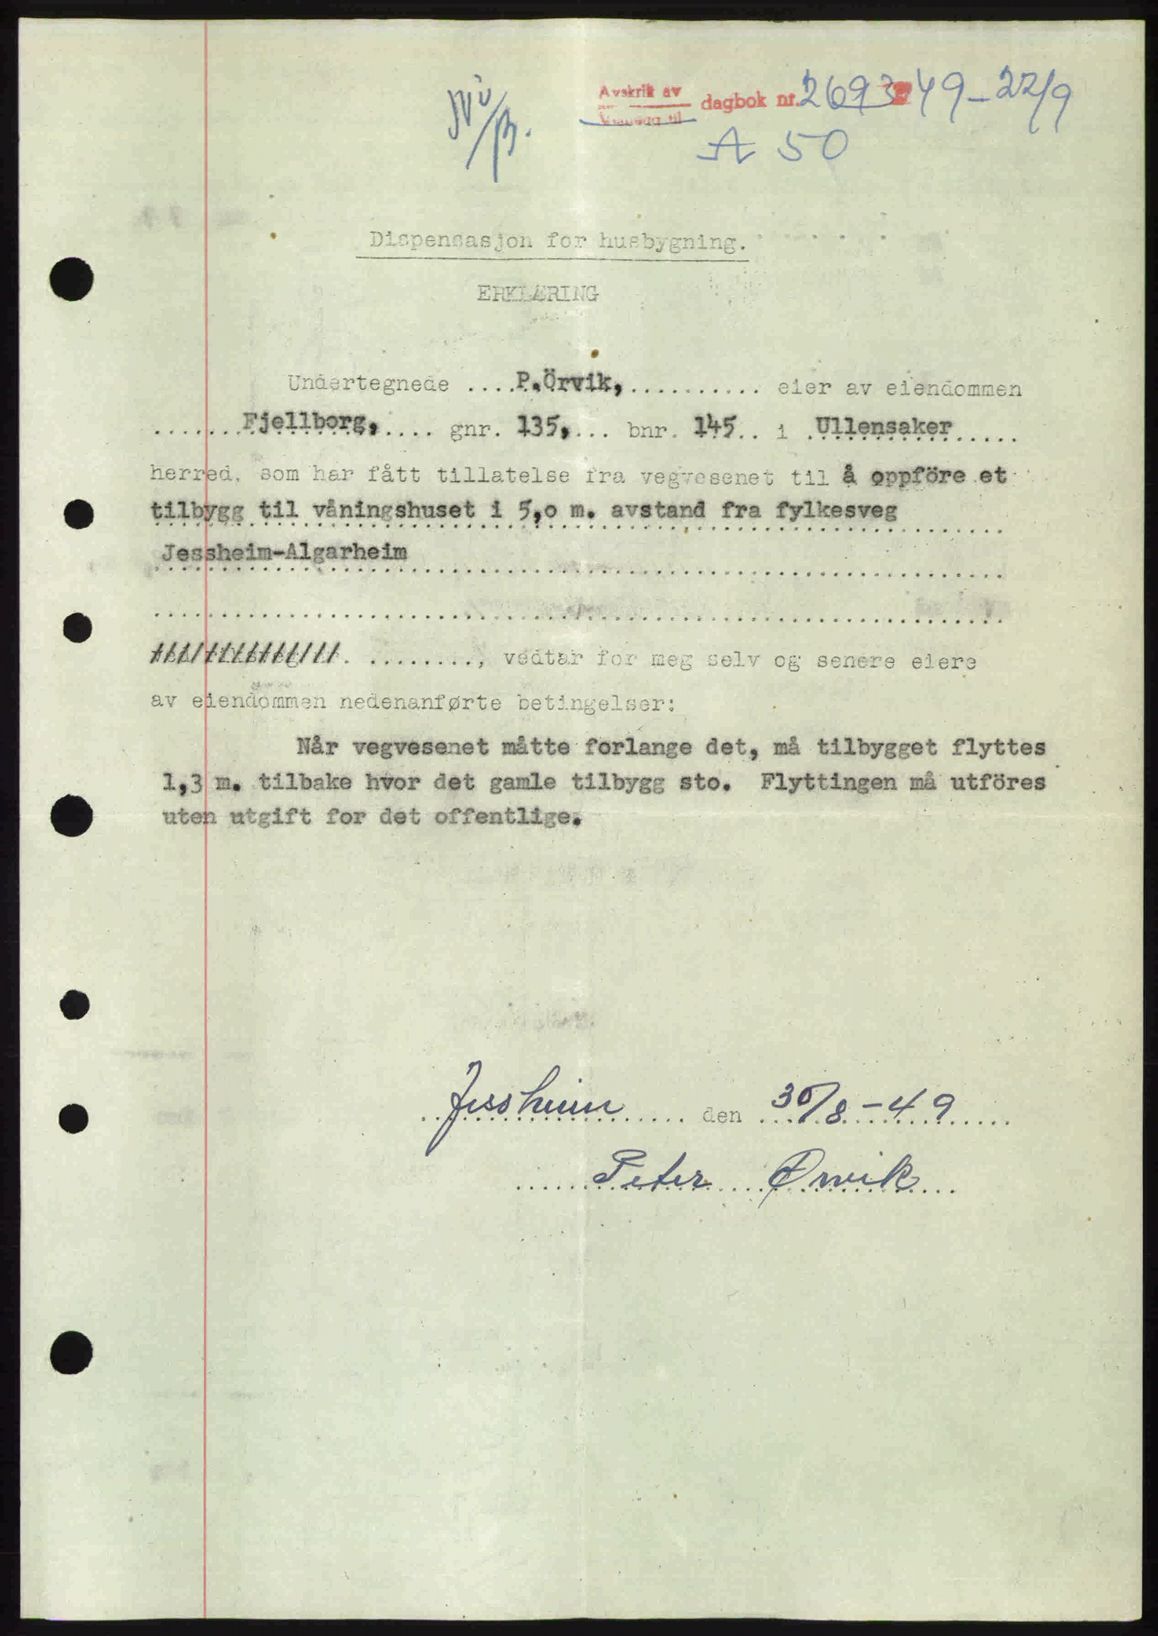 Avskrift av
dagbok nr. 2693/49-22/9
A 50
Dispensasjon for husbygning.
ERKLÆRING
Undertegnede ....P.Örvik,........... eier av eiendommen
.......Fjellborg,.... gnr. 135,... bnr. 145.. i .Ullensaker.....
herred, som har fått tillatelse fra vegvesenet til å oppföre et
tilbygg til våningshuset i 5,o m. avstand fra fylkesveg
Jessheim-Algarheim
........., vedtar for meg selv og senere eiere
av eiendommen nedenanførte betingelser:
Når vegvesenet måtte forlange det, må tilbygget flyttes
1,3 m. tilbake hvor det gamle tilbygg sto. Flyttingen må utföres
uten utgift for det offentlige.
Jessheim den 30/8-49
Peter Ørvik